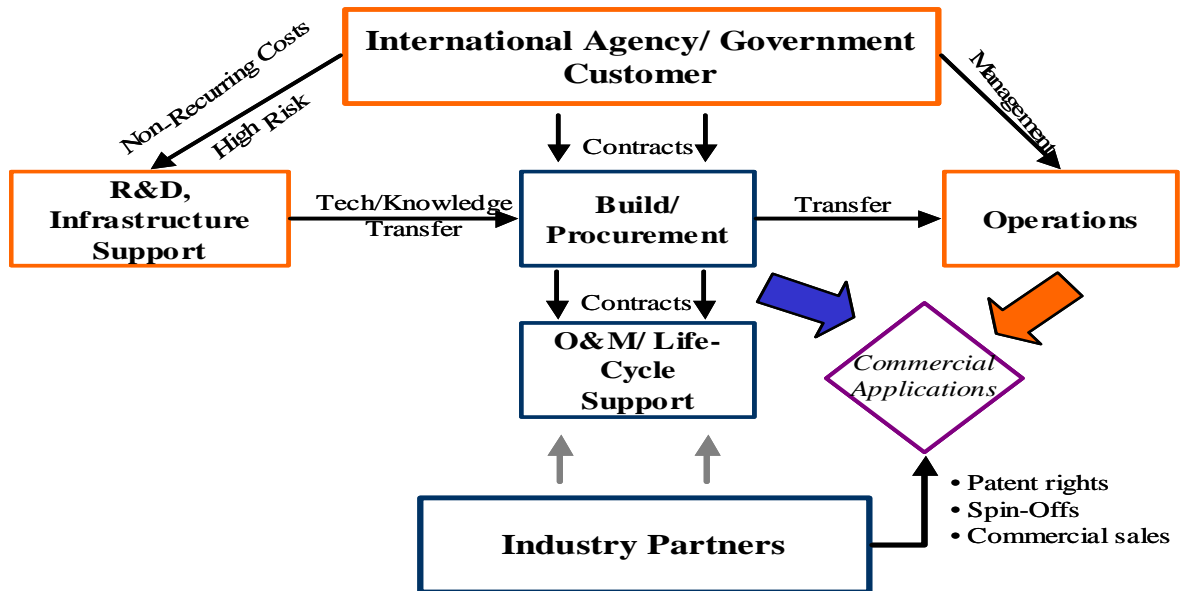 International Agency/ Government
Customer
Non-Recurring Costs
High Risk
Management
Contracts
R&D,
Infrastructure
Support
Tech/Knowledge
Transfer
Build/
Procurement
Transfer
Operations
Contracts
O&M/ Life-
Cycle
Support
Commercial
Applications
Industry Partners
• Patent rights
• Spin-Offs
• Commercial sales